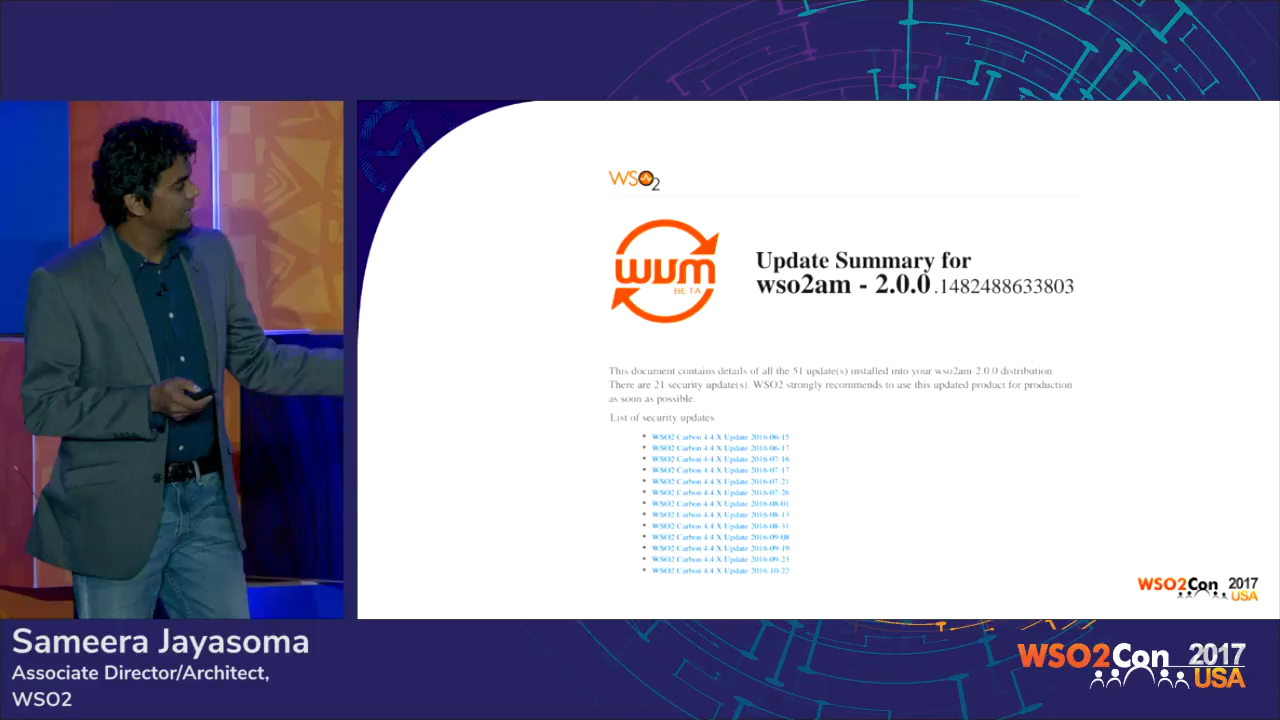 WSO2
wum
BETA
Update Summary for
wso2am - 2.0.0.1482488633803
This document contains details of all the 51 update(s) installed into your wso2am-2.0.0 distribution.
There are 21 security update(s). WSO2 strongly recommends to use this updated product for production
as soon as possible.
List of security updates
• WSO2 Carbon 4.4.X Update 2016-06-15
• WSO2 Carbon 4.4.X Update 2016-06-17
• WSO2 Carbon 4.4.X Update 2016-07-16
• WSO2 Carbon 4.4.X Update 2016-07-17
• WSO2 Carbon 4.4.X Update 2016-07-21
• WSO2 Carbon 4.4.X Update 2016-07-26
• WSO2 Carbon 4.4.X Update 2016-08-01
• WSO2 Carbon 4.4.X Update 2016-08-13
• WSO2 Carbon 4.4.X Update 2016-08-31
• WSO2 Carbon 4.4.X Update 2016-09-08
• WSO2 Carbon 4.4.X Update 2016-09-19
• WSO2 Carbon 4.4.X Update 2016-09-23
• WSO2 Carbon 4.4.X Update 2016-10-22
WSO2Con 2017
USA
Sameera Jayasoma
Associate Director/Architect,
WSO2
WSO2Con 2017
USA